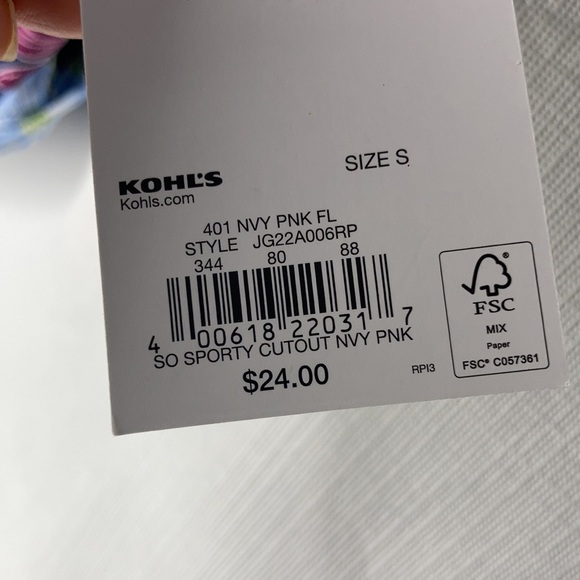 SIZE S
KOHL'S
Kohls.com
401 NVY PNK FL
STYLE JG22A006RP
344 80 88
4 00618 22031 7
SO SPORTY CUTOUT NVY PNK
$24.00
RPI3
FSC
MIX
Paper
FSC® C057361